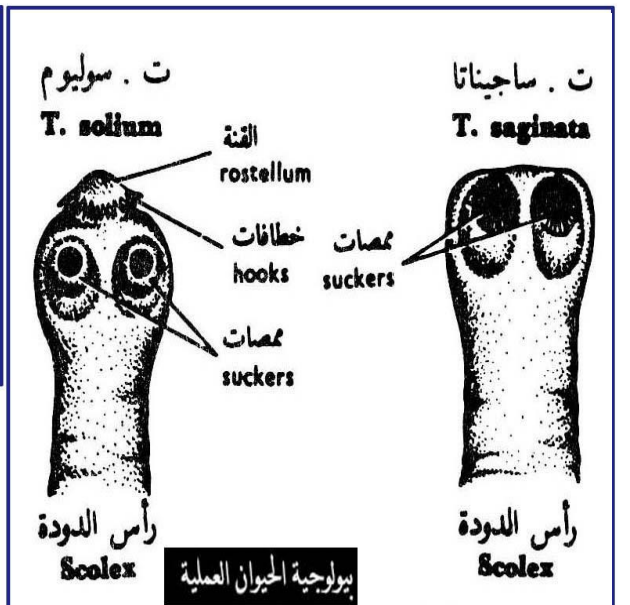 ت . سوليوم
T. solium
القنة
rostellum
خطافات
hooks
ممصات
suckers
رأس الدودة
Scolex
ت . ساجيناتا
T. saginata
ممصات
suckers
رأس الدودة
Scolex
بيولوجية الحيوان العملية